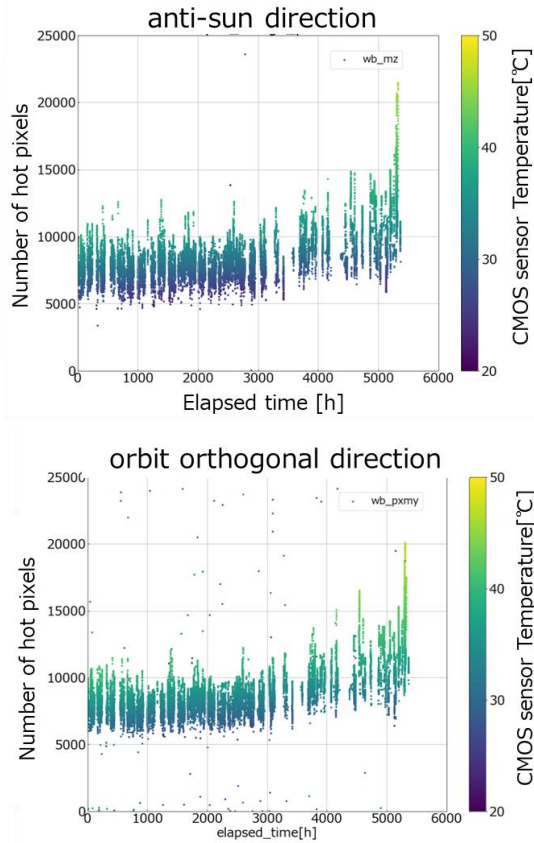 anti-sun direction
25000
20000
15000
10000
5000
0
Number of hot pixels
wb_mz
0 1000 2000 3000 4000 5000 6000
Elapsed time [h]
50
40
30
20
CMOS sensor Temperature[℃]
orbit orthogonal direction
25000
20000
15000
10000
5000
0
Number of hot pixels
wb_pxmy
0 1000 2000 3000 4000 5000 6000
elapsed_time[h]
50
40
30
20
CMOS sensor Temperature[℃]